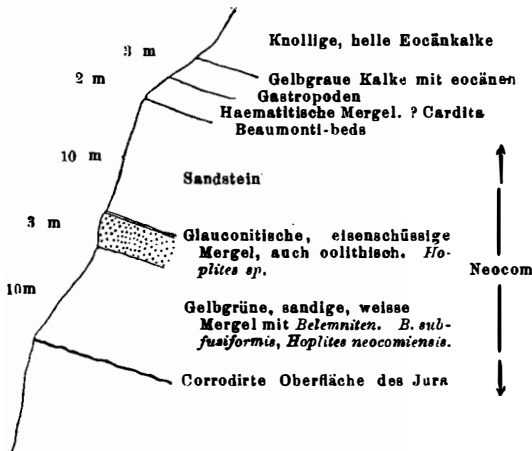 Knollige, helle Eocänkalke
3 m
Gelbgraue Kalke mit eocänen
2 m
Gastropoden
Haematitische Mergel. ? Cardita
Beaumonti-beds
10 m
Sandstein
3 m
Glauconitische, eisenschüssige
Mergel, auch oolithisch. Ho-
plites sp.
Neocom
10m
Gelbgrüne, sandige, weisse
Mergel mit Belemniten. B. sub-
fusiformis, Hoplites neocomiensis.
Corrodirte Oberfläche des Jura